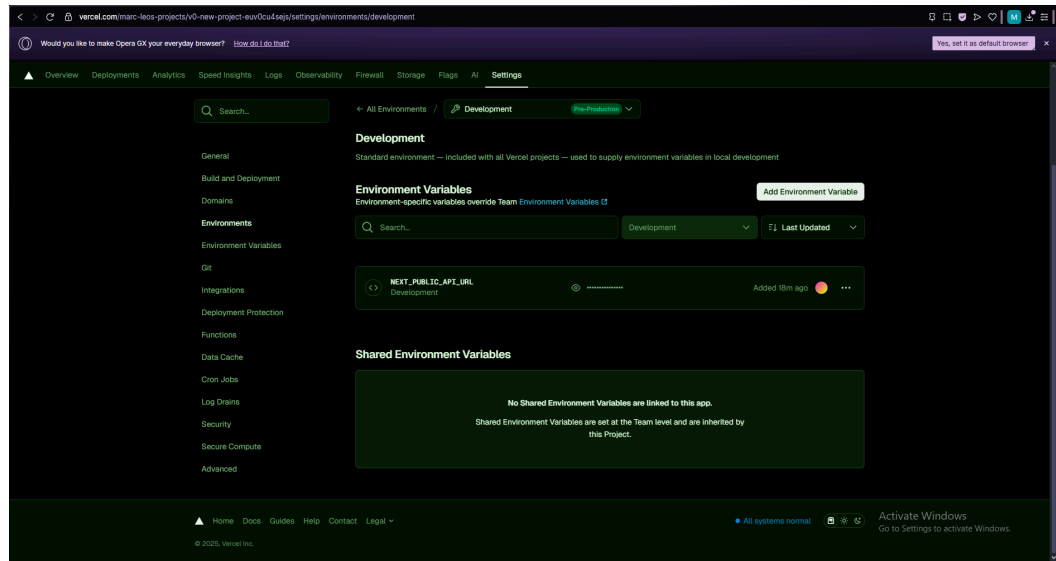 vercel.com/marc-leos-projects/v0-new-project-euv0cu4sejs/settings/environments/development
M
Would you like to make Opera GX your everyday browser? How do I do that?
Yes, set it as default browser
Overview Deployments Analytics Speed Insights Logs Observability Firewall Storage Flags AI Settings
Search...
← All Environments / Development Pre-Production
General
Build and Deployment
Domains
Environments
Environment Variables
Git
Integrations
Deployment Protection
Functions
Data Cache
Cron Jobs
Log Drains
Security
Secure Compute
Advanced
Development
Standard environment — included with all Vercel projects — used to supply environment variables in local development
Environment Variables
Add Environment Variable
Environment-specific variables override Team Environment Variables
Search...
Development
Last Updated
NEXT_PUBLIC_API_URL
Development
•••••••••••••••
Added 18m ago
Shared Environment Variables
No Shared Environment Variables are linked to this app.
Shared Environment Variables are set at the Team level and are inherited by
this Project.
Home Docs Guides Help Contact Legal
All systems normal
© 2025, Vercel Inc.
Activate Windows
Go to Settings to activate Windows.